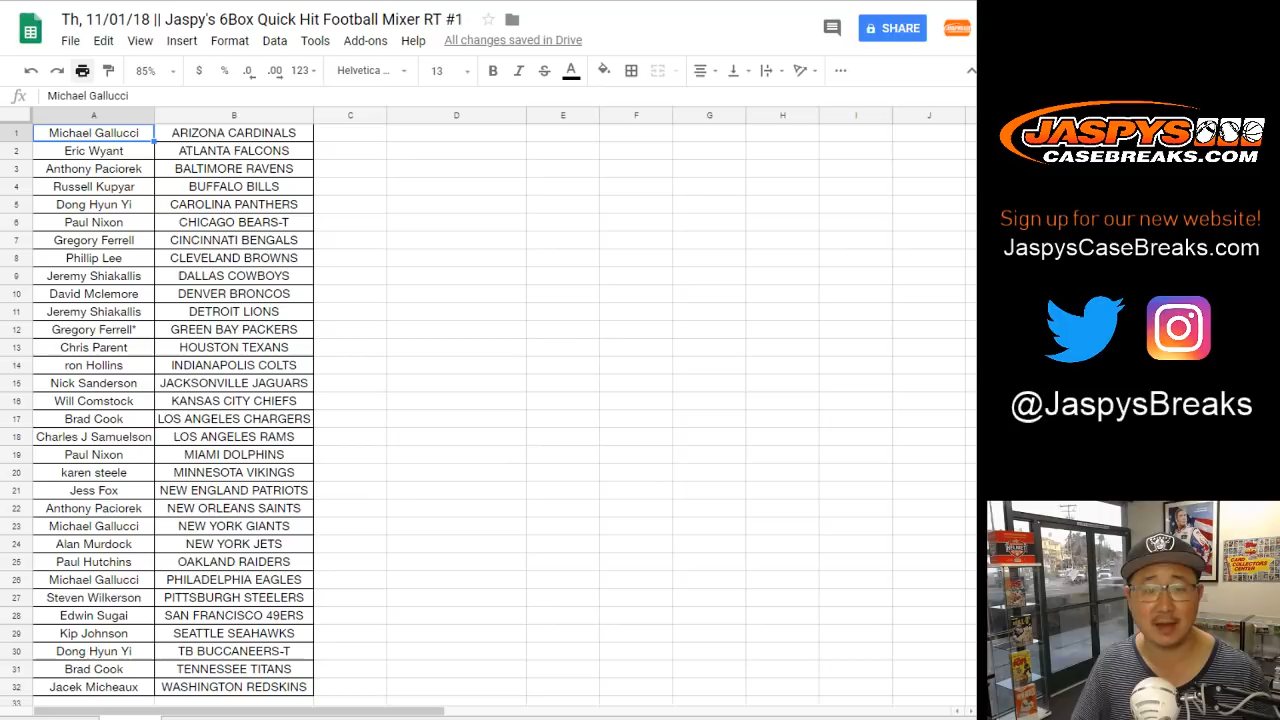 Th, 11/01/18 || Jaspy's 6Box Quick Hit Football Mixer RT #1
SHARE
File Edit View Insert Format Data Tools Add-ons Help All changes saved in Drive
85% $ % .0 .00 123 Helvetica... 13 B I S A
fx Michael Gallucci
A B C D E F G H I J
1 Michael Gallucci ARIZONA CARDINALS
2 Eric Wyant ATLANTA FALCONS
3 Anthony Paciorek BALTIMORE RAVENS
4 Russell Kupyar BUFFALO BILLS
5 Dong Hyun Yi CAROLINA PANTHERS
6 Paul Nixon CHICAGO BEARS-T
7 Gregory Ferrell CINCINNATI BENGALS
8 Phillip Lee CLEVELAND BROWNS
9 Jeremy Shiakallis DALLAS COWBOYS
10 David Mclemore DENVER BRONCOS
11 Jeremy Shiakallis DETROIT LIONS
12 Gregory Ferrell* GREEN BAY PACKERS
13 Chris Parent HOUSTON TEXANS
14 ron Hollins INDIANAPOLIS COLTS
15 Nick Sanderson JACKSONVILLE JAGUARS
16 Will Comstock KANSAS CITY CHIEFS
17 Brad Cook LOS ANGELES CHARGERS
18 Charles J Samuelson LOS ANGELES RAMS
19 Paul Nixon MIAMI DOLPHINS
20 karen steele MINNESOTA VIKINGS
21 Jess Fox NEW ENGLAND PATRIOTS
22 Anthony Paciorek NEW ORLEANS SAINTS
23 Michael Gallucci NEW YORK GIANTS
24 Alan Murdock NEW YORK JETS
25 Paul Hutchins OAKLAND RAIDERS
26 Michael Gallucci PHILADELPHIA EAGLES
27 Steven Wilkerson PITTSBURGH STEELERS
28 Edwin Sugai SAN FRANCISCO 49ERS
29 Kip Johnson SEATTLE SEAHAWKS
30 Dong Hyun Yi TB BUCCANEERS-T
31 Brad Cook TENNESSEE TITANS
32 Jacek Micheaux WASHINGTON REDSKINS
33
JASPYS
CASEBREAKS.COM
Sign up for our new website!
JaspysCaseBreaks.com
@JaspysBreaks